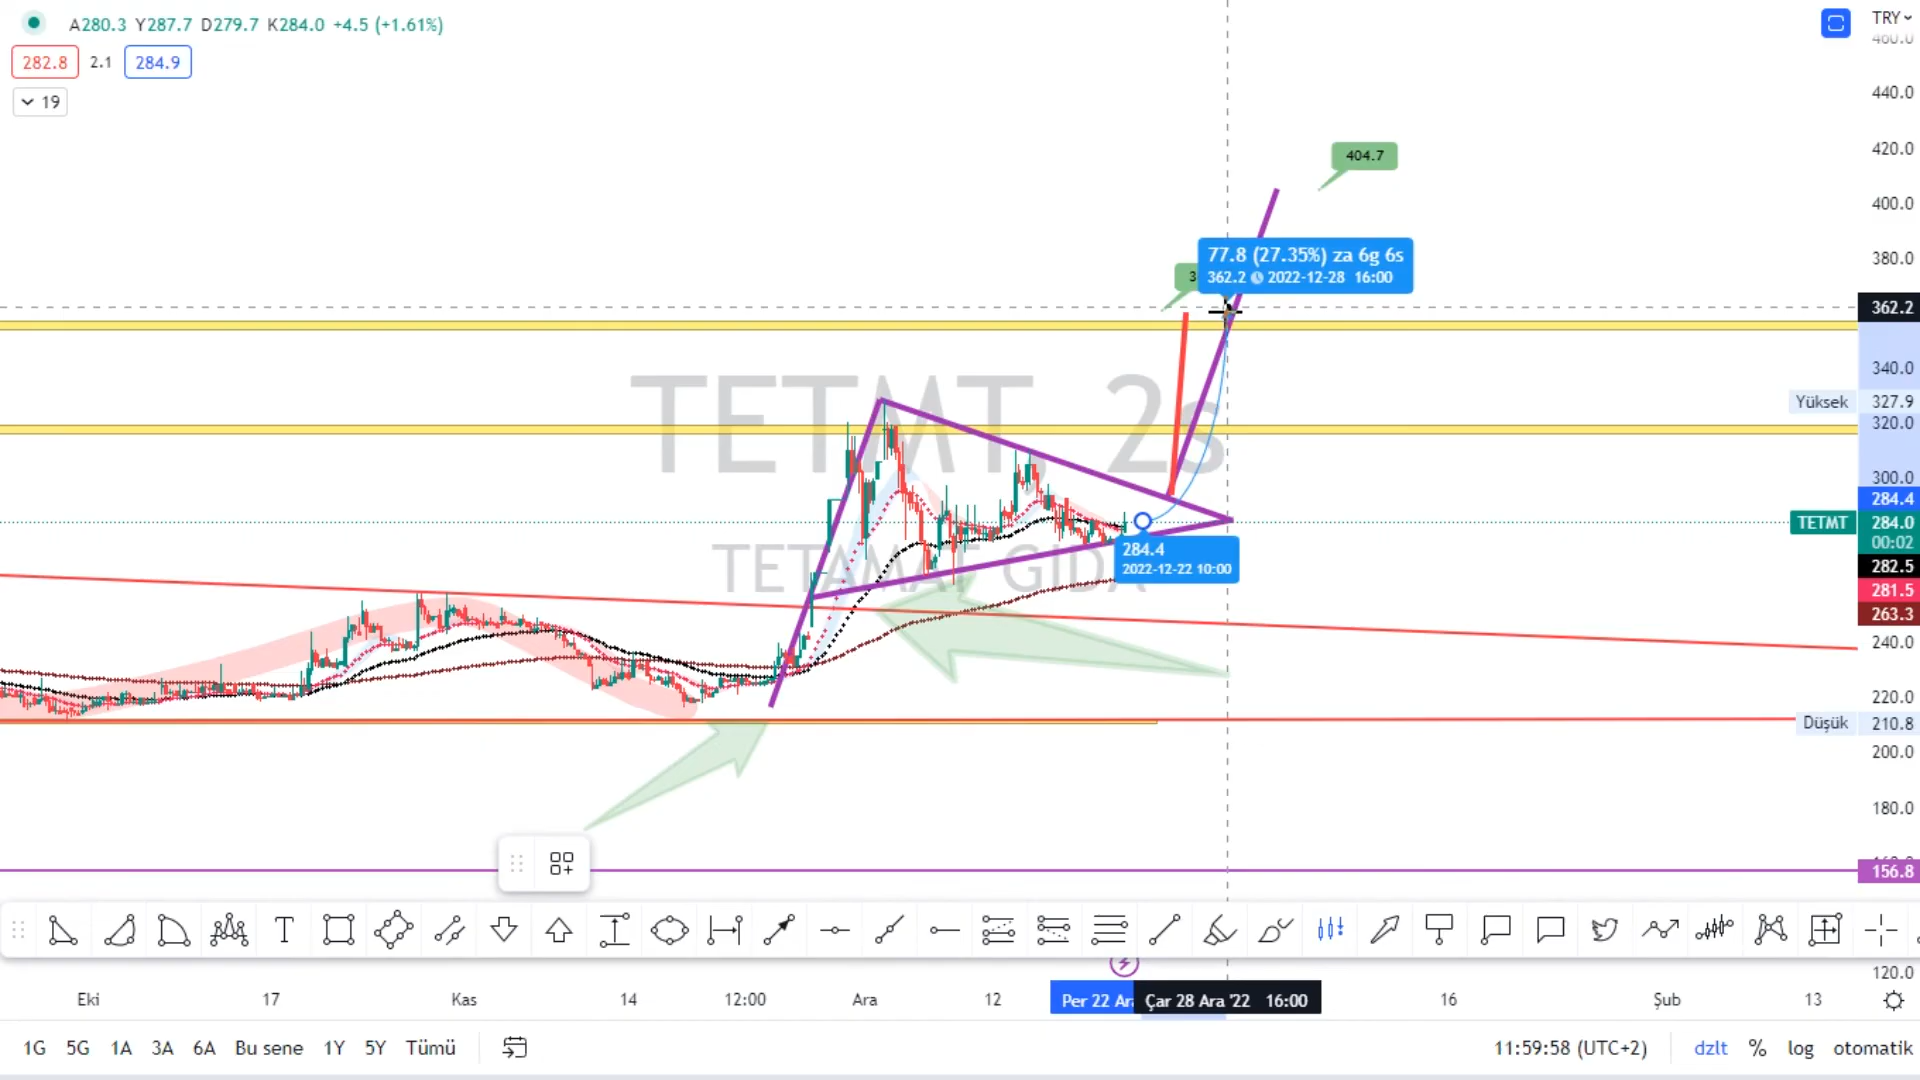 A280.3 Y287.7 D279.7 K284.0 +4.5 (+1.61%)
282.8 2.1 284.9
19
TRY
460.0
440.0
420.0
400.0
380.0
362.2
340.0
Yüksek 327.9
320.0
300.0
284.4
TETMT 284.0
00:02
282.5
281.5
263.3
240.0
220.0
Düşük 210.8
200.0
180.0
156.8
120.0
404.7
3
77.8 (27.35%) za 6g 6s
362.2 2022-12-28 16:00
TETMT, 2s
TETAMAT GIDA
284.4
2022-12-22 10:00
T
Eki 17 Kas 14 12:00 Ara 12 Per 22 Ara Çar 28 Ara '22 16:00 16 Şub 13
1G 5G 1A 3A 6A Bu sene 1Y 5Y Tümü 11:59:58 (UTC+2) dzlt % log otomatik